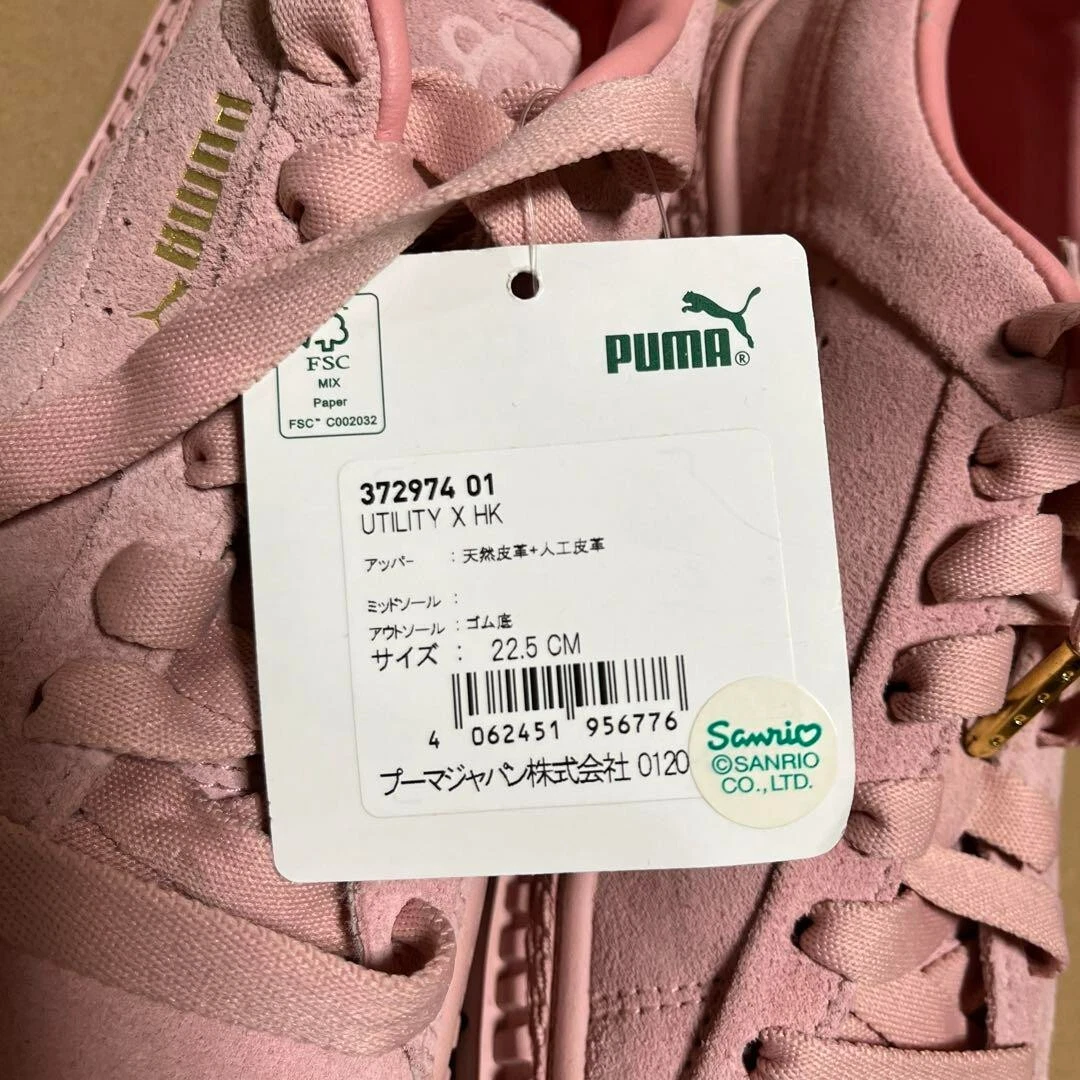 PUMA
FSC
MIX
Paper
FSC™ C002032
PUMA®
372974 01
UTILITY X HK
アッパー : 天然皮革+人工皮革
ミッドソール :
アウトソール : ゴム底
サイズ : 22.5 CM
4 062451 956776
プーマジャパン株式会社 0120
Sanrio
©SANRIO
CO.,LTD.